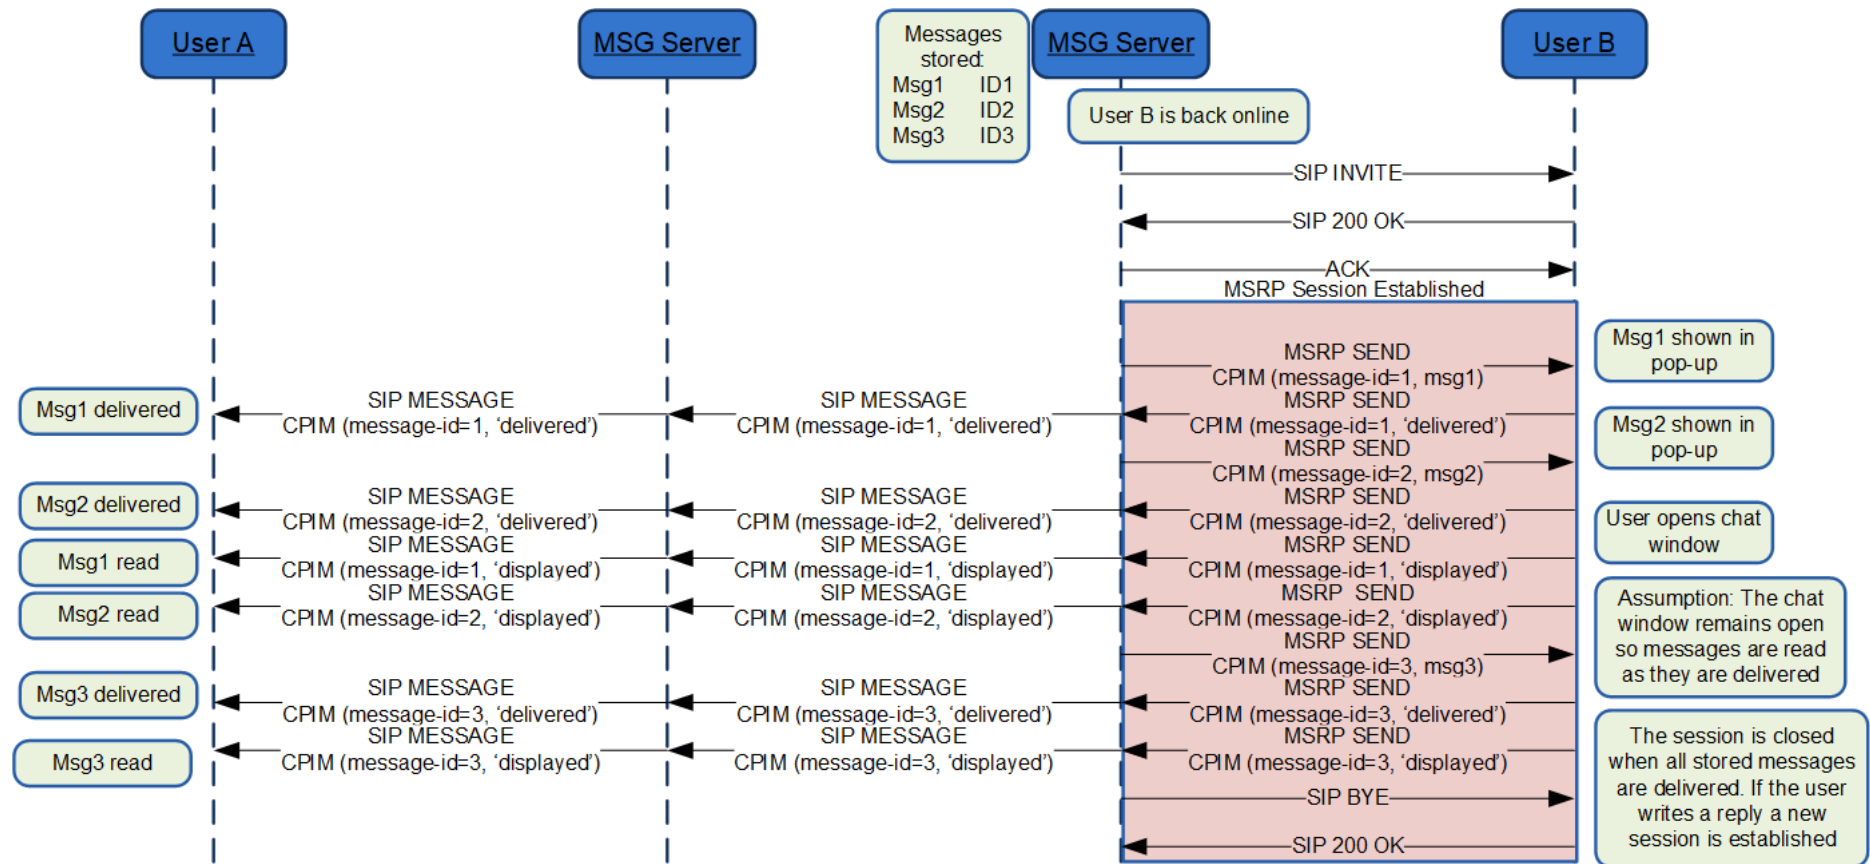 User A
MSG Server
Messages
stored:
Msg1 ID1
Msg2 ID2
Msg3 ID3
MSG Server
User B
User B is back online
SIP INVITE
SIP 200 OK
ACK
MSRP Session Established
Msg1 shown in
pop-up
MSRP SEND
CPIM (message-id=1, msg1)
Msg1 delivered
SIP MESSAGE
CPIM (message-id=1, ‘delivered’)
SIP MESSAGE
CPIM (message-id=1, ‘delivered’)
MSRP SEND
CPIM (message-id=1, ‘delivered’)
Msg2 shown in
pop-up
MSRP SEND
CPIM (message-id=2, msg2)
Msg2 delivered
SIP MESSAGE
CPIM (message-id=2, ‘delivered’)
SIP MESSAGE
CPIM (message-id=2, ‘delivered’)
MSRP SEND
CPIM (message-id=2, ‘delivered’)
User opens chat
window
Msg1 read
SIP MESSAGE
CPIM (message-id=1, ‘displayed’)
SIP MESSAGE
CPIM (message-id=1, ‘displayed’)
MSRP SEND
CPIM (message-id=1, ‘displayed’)
Msg2 read
SIP MESSAGE
CPIM (message-id=2, ‘displayed’)
SIP MESSAGE
CPIM (message-id=2, ‘displayed’)
MSRP SEND
CPIM (message-id=2, ‘displayed’)
Assumption: The chat
window remains open
so messages are read
as they are delivered
MSRP SEND
CPIM (message-id=3, msg3)
Msg3 delivered
SIP MESSAGE
CPIM (message-id=3, ‘delivered’)
SIP MESSAGE
CPIM (message-id=3, ‘delivered’)
MSRP SEND
CPIM (message-id=3, ‘delivered’)
Msg3 read
SIP MESSAGE
CPIM (message-id=3, ‘displayed’)
SIP MESSAGE
CPIM (message-id=3, ‘displayed’)
MSRP SEND
CPIM (message-id=3, ‘displayed’)
The session is closed
when all stored messages
are delivered. If the user
writes a reply a new
session is established
SIP BYE
SIP 200 OK